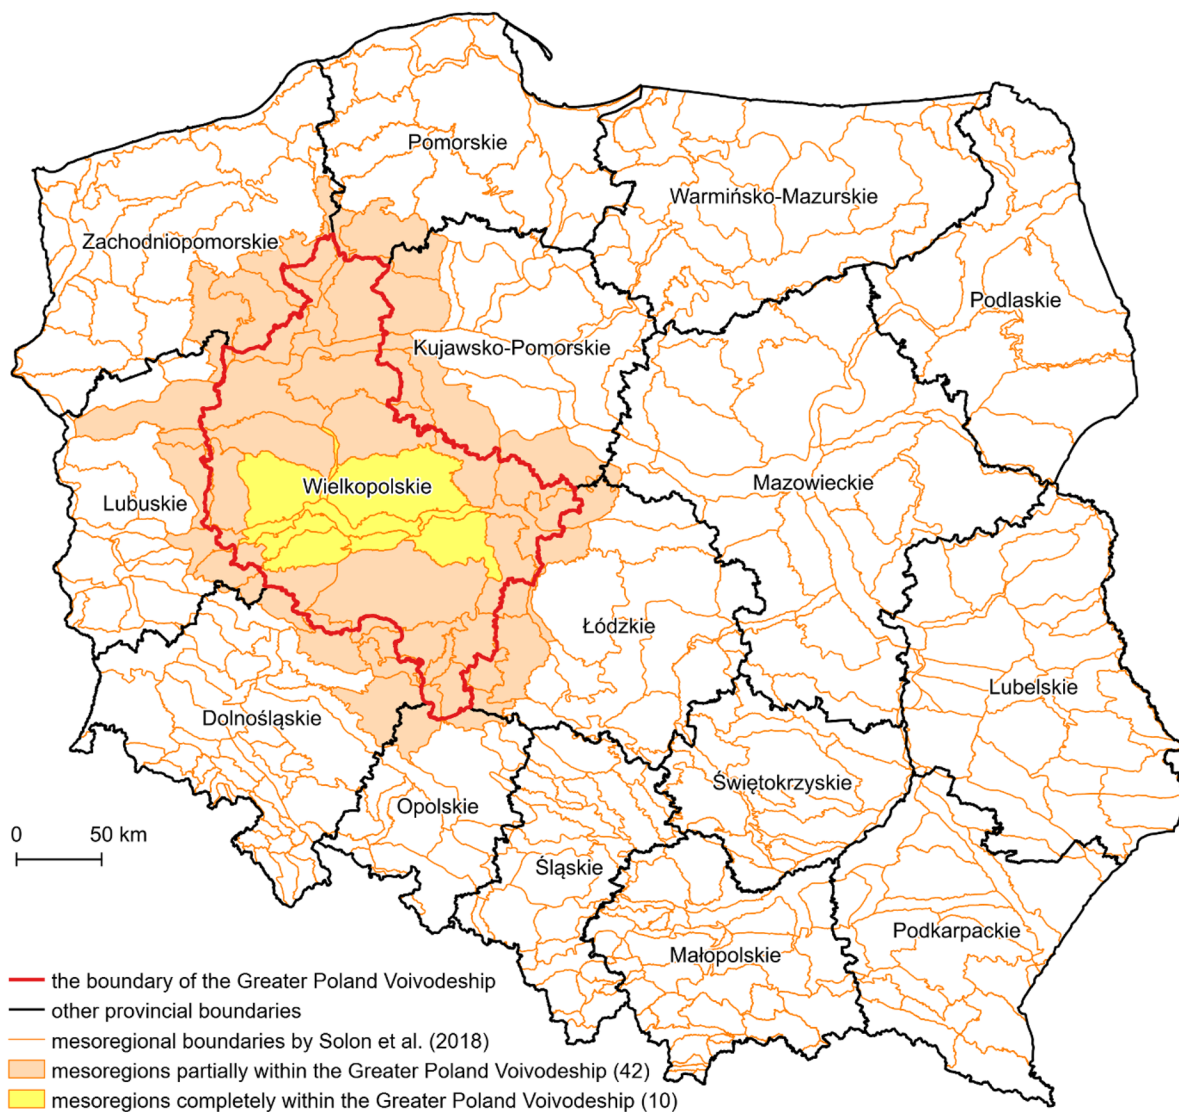 Pomorskie
Warmińsko-Mazurskie
Zachodniopomorskie
Podlaskie
Kujawsko-Pomorskie
Mazowieckie
Wielkopolskie
Lubuskie
Łódzkie
Lubelskie
Dolnośląskie
Świętokrzyskie
Opolskie
0 50 km
Śląskie
Podkarpackie
Małopolskie
the boundary of the Greater Poland Voivodeship
other provincial boundaries
mesoregional boundaries by Solon et al. (2018)
mesoregions partially within the Greater Poland Voivodeship (42)
mesoregions completely within the Greater Poland Voivodeship (10)